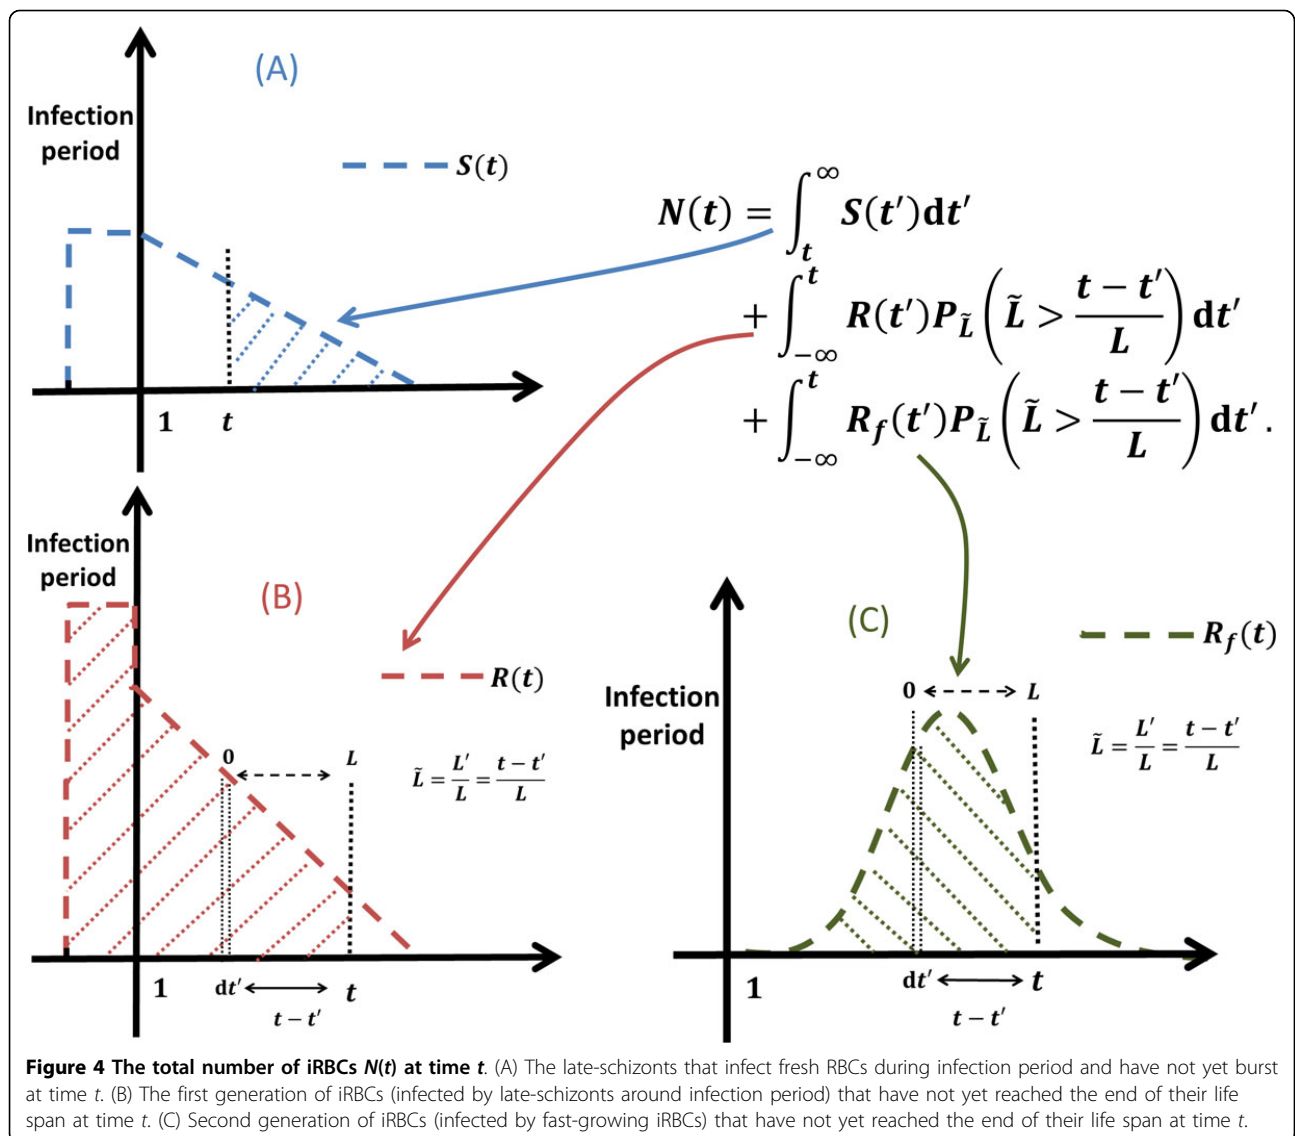 (A)
Infection
period
S(t)
1 t
N(t) = ∫_t^∞ S(t′)dt′
+ ∫_{-∞}^t R(t′)P_{L̃}(L̃ > (t − t′)/L) dt′
+ ∫_{-∞}^t R_f(t′)P_{L̃}(L̃ > (t − t′)/L) dt′.
Infection
period
(B)
R(t)
0 L
L̃ = L′/L = (t − t′)/L
1 dt′ t
t − t′
(C)
R_f(t)
Infection
period
0 L
L̃ = L′/L = (t − t′)/L
1 dt′ t
t − t′
Figure 4 The total number of iRBCs N(t) at time t. (A) The late-schizonts that infect fresh RBCs during infection period and have not yet burst
at time t. (B) The first generation of iRBCs (infected by late-schizonts around infection period) that have not yet reached the end of their life
span at time t. (C) Second generation of iRBCs (infected by fast-growing iRBCs) that have not yet reached the end of their life span at time t.